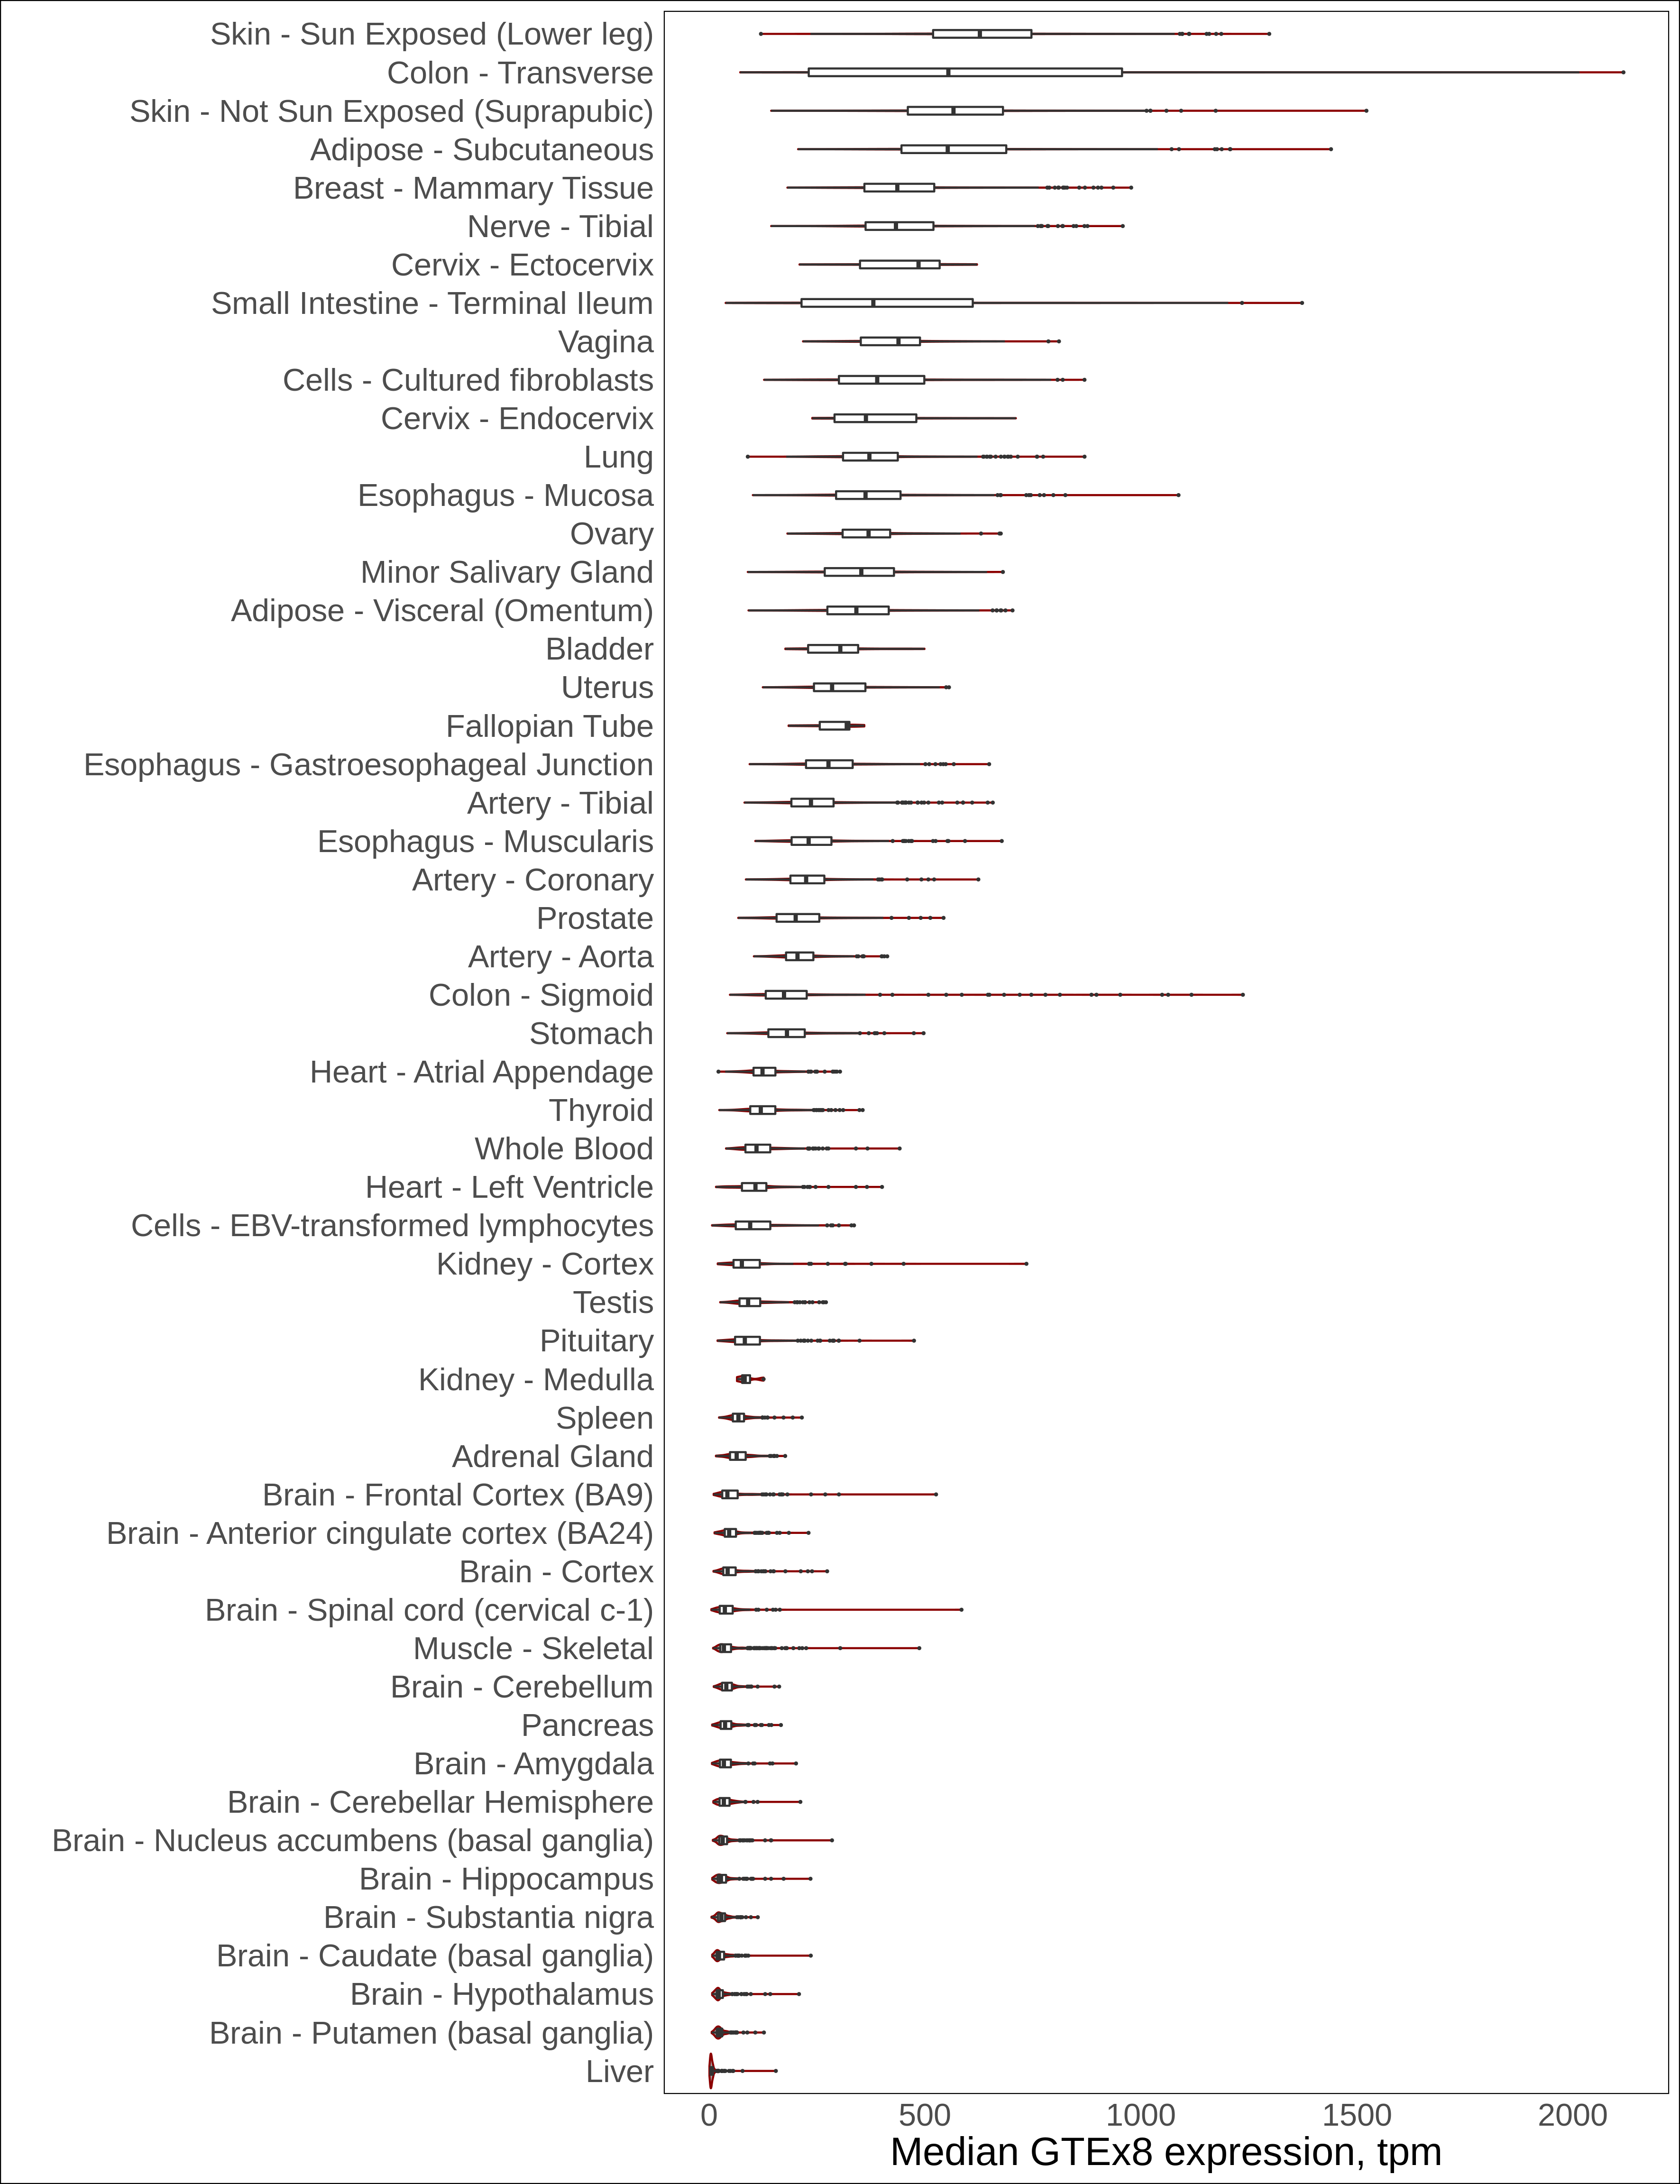 Skin - Sun Exposed (Lower leg)
Colon - Transverse
Skin - Not Sun Exposed (Suprapubic)
Adipose - Subcutaneous
Breast - Mammary Tissue
Nerve - Tibial
Cervix - Ectocervix
Small Intestine - Terminal Ileum
Vagina
Cells - Cultured fibroblasts
Cervix - Endocervix
Lung
Esophagus - Mucosa
Ovary
Minor Salivary Gland
Adipose - Visceral (Omentum)
Bladder
Uterus
Fallopian Tube
Esophagus - Gastroesophageal Junction
Artery - Tibial
Esophagus - Muscularis
Artery - Coronary
Prostate
Artery - Aorta
Colon - Sigmoid
Stomach
Heart - Atrial Appendage
Thyroid
Whole Blood
Heart - Left Ventricle
Cells - EBV-transformed lymphocytes
Kidney - Cortex
Testis
Pituitary
Kidney - Medulla
Spleen
Adrenal Gland
Brain - Frontal Cortex (BA9)
Brain - Anterior cingulate cortex (BA24)
Brain - Cortex
Brain - Spinal cord (cervical c-1)
Muscle - Skeletal
Brain - Cerebellum
Pancreas
Brain - Amygdala
Brain - Cerebellar Hemisphere
Brain - Nucleus accumbens (basal ganglia)
Brain - Hippocampus
Brain - Substantia nigra
Brain - Caudate (basal ganglia)
Brain - Hypothalamus
Brain - Putamen (basal ganglia)
Liver
0 500 1000 1500 2000
Median GTEx8 expression, tpm